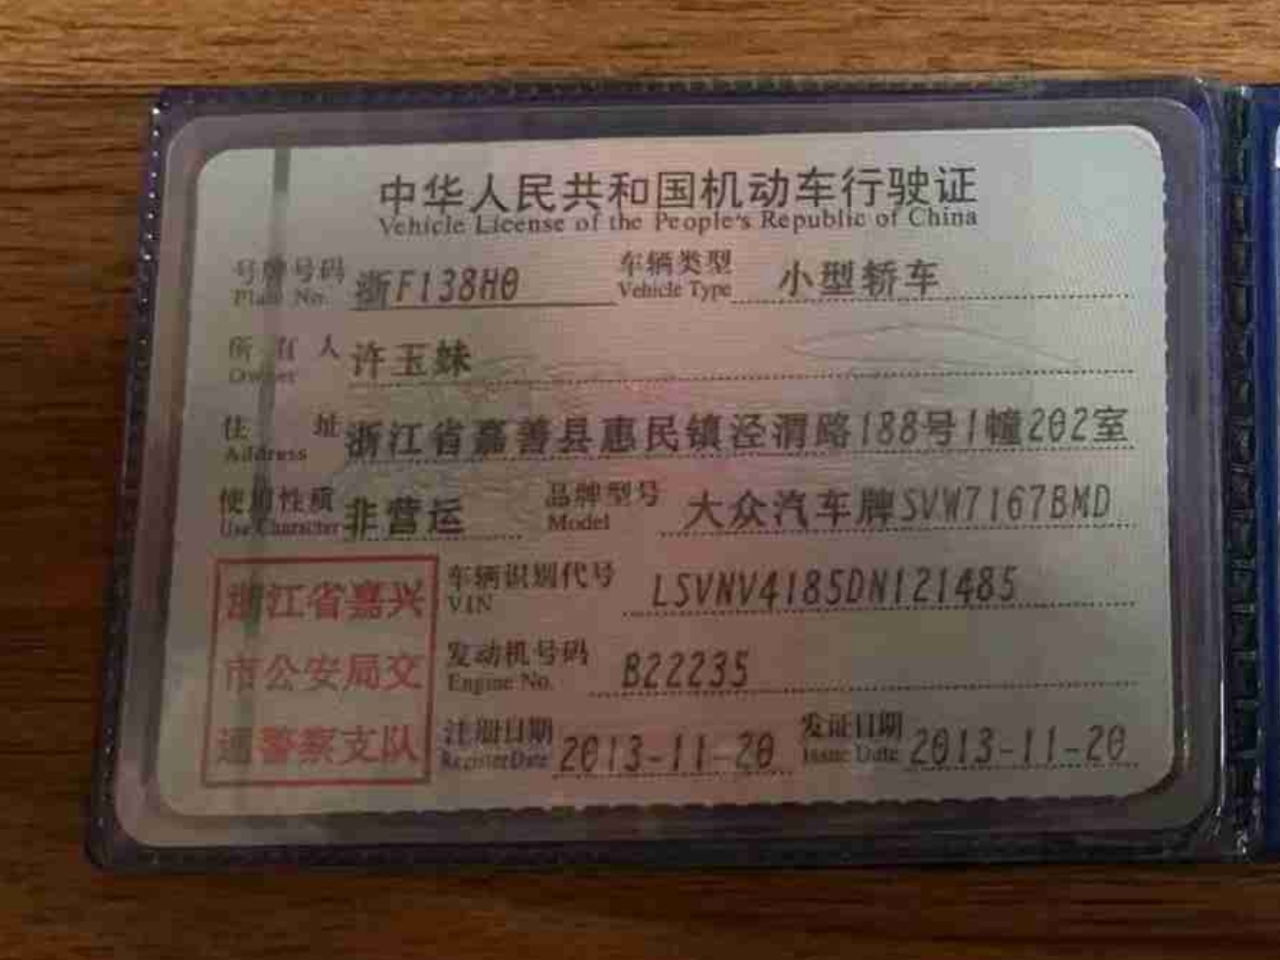 中华人民共和国机动车行驶证
Vehicle License of the People's Republic of China
号牌号码 浙F138H0 车辆类型 小型轿车
Plate No. Vehicle Type
所有人 许玉妹
Owner
住址 浙江省嘉善县惠民镇泾渭路188号1幢202室
Address
使用性质 非营运 品牌型号 大众汽车牌SVW7167BMD
Use Character Model
车辆识别代号 LSVNV4185DN121485
VIN
发动机号码 B22235
Engine No.
注册日期 2013-11-20 发证日期 2013-11-20
Register Date Issue Date
浙江省嘉兴
市公安局交
通警察支队